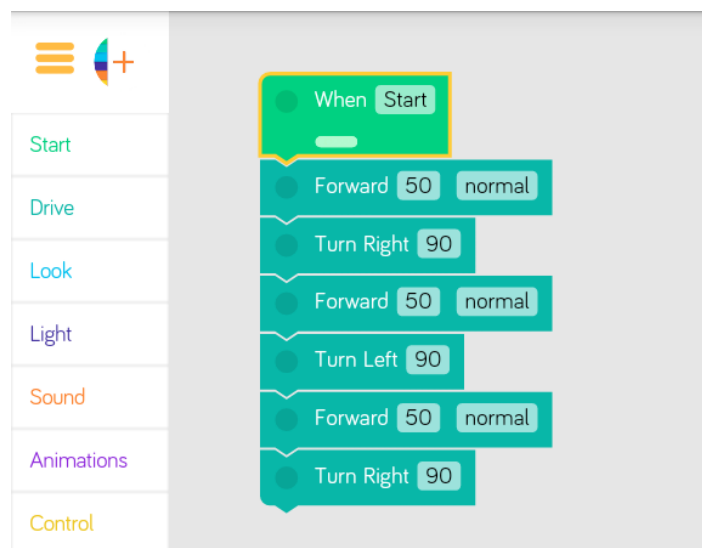 Start
Drive
Look
Light
Sound
Animations
Control
When Start
Forward 50 normal
Turn Right 90
Forward 50 normal
Turn Left 90
Forward 50 normal
Turn Right 90